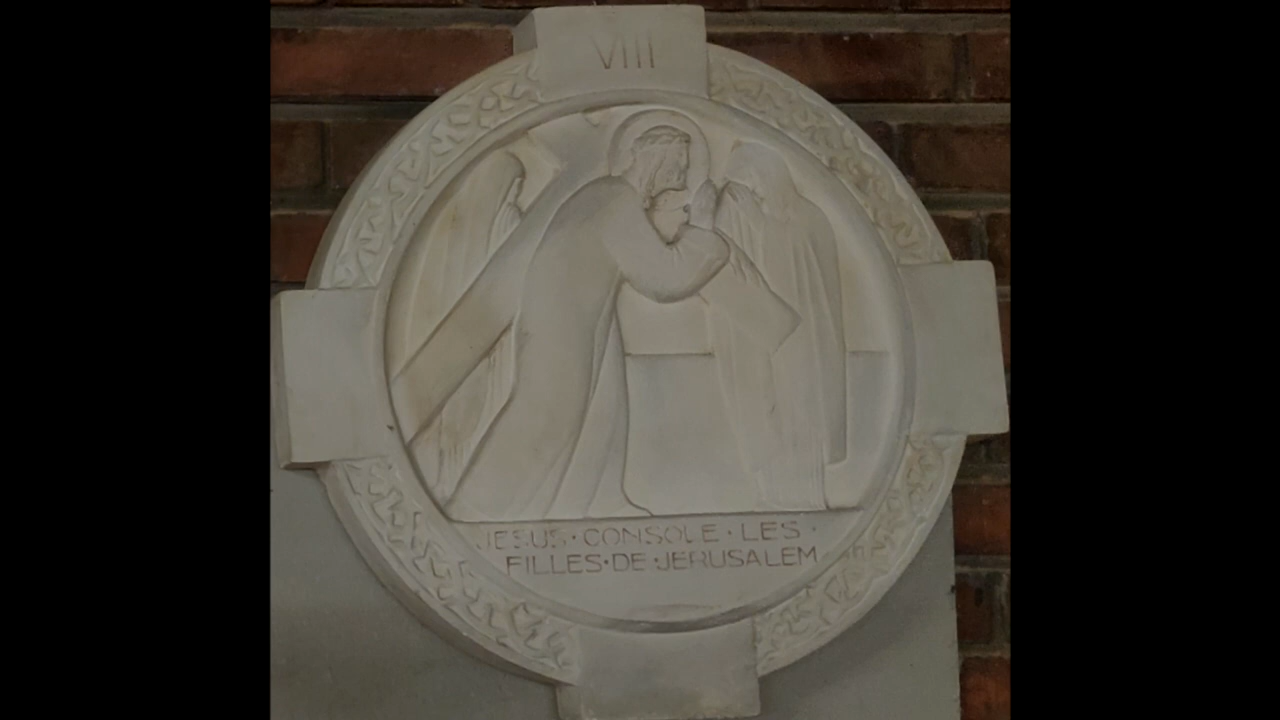 VIII
JESUS · CONSOLE · LES ·
FILLES · DE · JERUSALEM